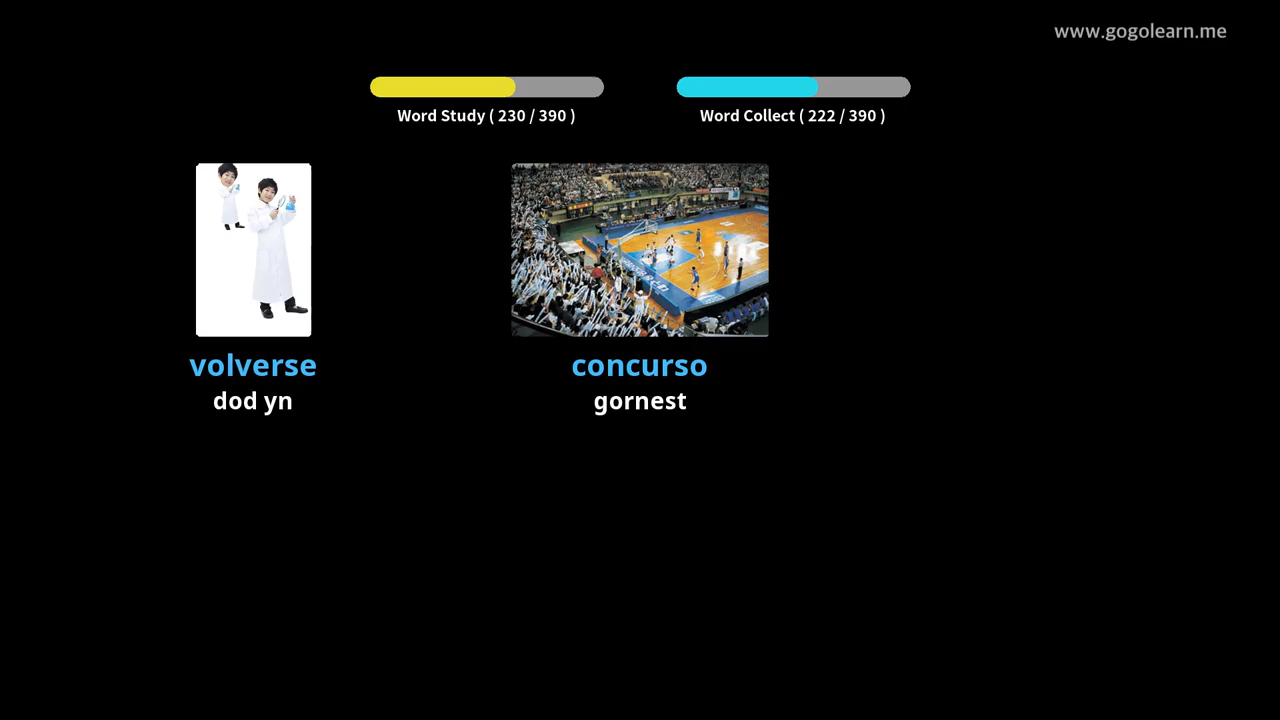 www.gogolearn.me
Word Study ( 230 / 390 )
Word Collect ( 222 / 390 )
volverse
dod yn
concurso
gornest